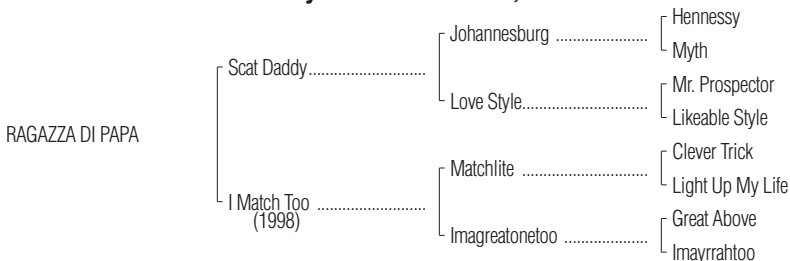 Hennessy
Johannesburg ......................
Myth
Scat Daddy............................
Mr. Prospector
Love Style..............................
Likeable Style
RAGAZZA DI PAPA
Clever Trick
Matchlite ..............................
Light Up My Life
I Match Too ..........................
(1998)
Great Above
Imagreatonetoo ....................
Imayrrahtoo